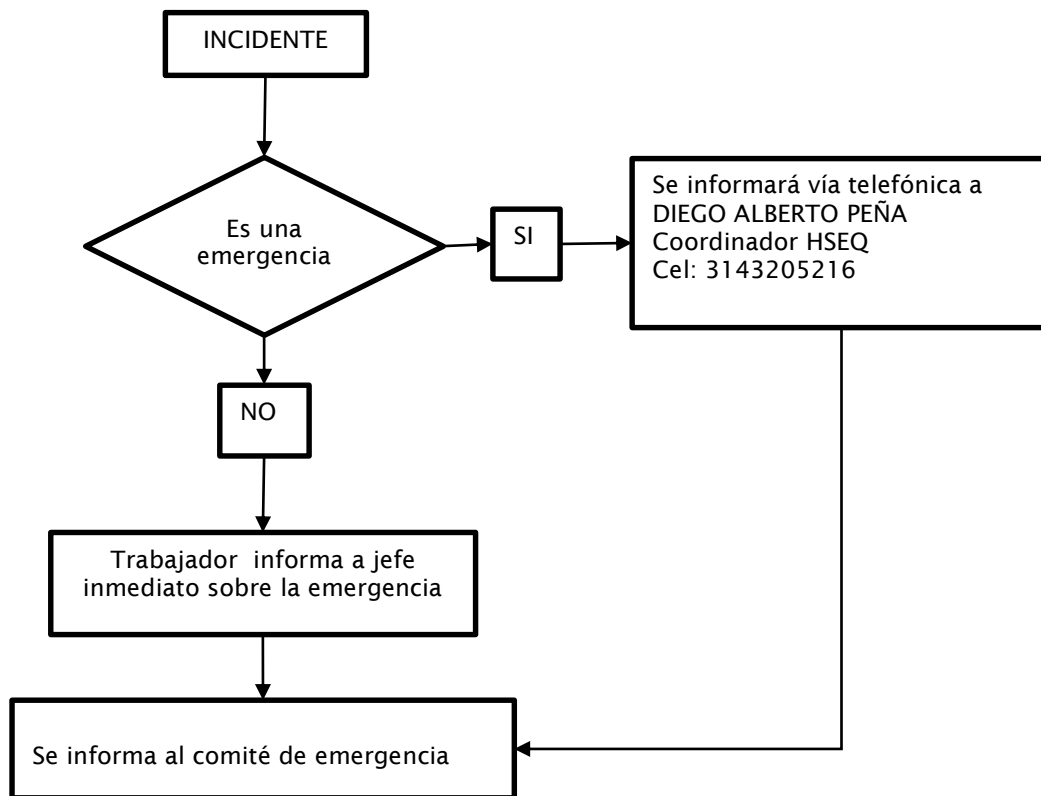 INCIDENTE
Es una
emergencia
SI
Se informará vía telefónica a
DIEGO ALBERTO PEÑA
Coordinador HSEQ
Cel: 3143205216
NO
Trabajador  informa a jefe
inmediato sobre la emergencia
Se informa al comité de emergencia